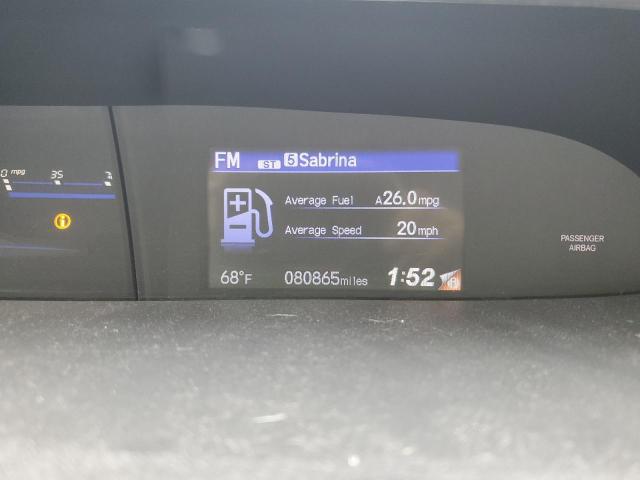 FM ST 5 Sabrina
0 mpg 35
Average Fuel A26.0mpg
Average Speed 20mph
PASSENGER
AIRBAG
68°F 080865miles 1:52